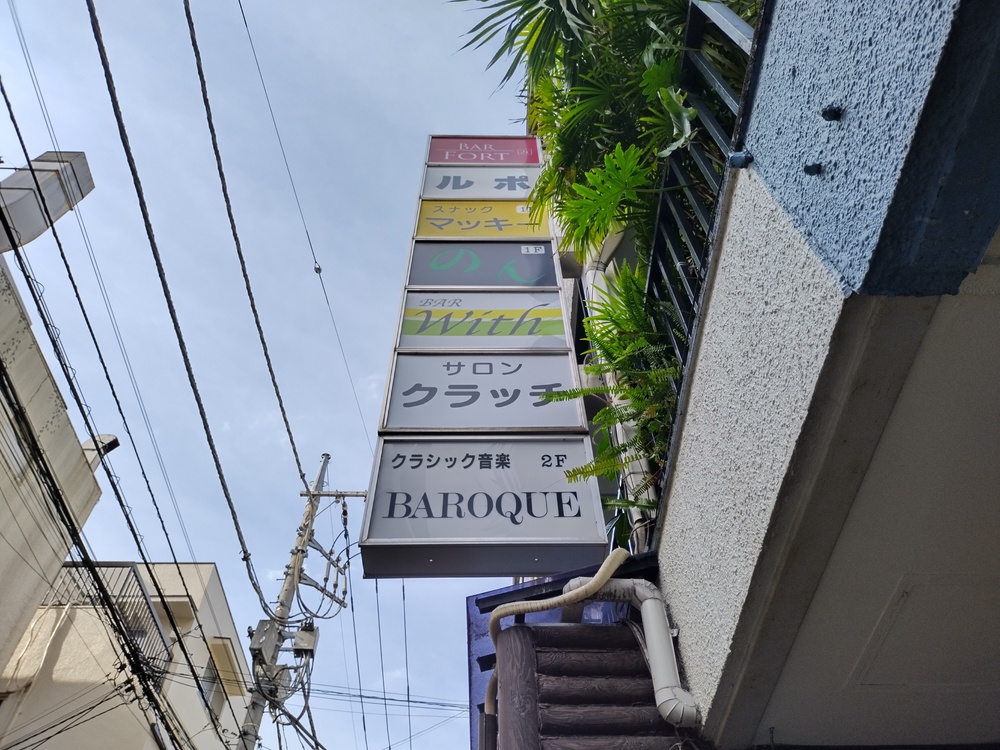 BAR
FORT
ルポ
スナック
マッキー
のん
1F
BAR
With
サロン
クラッチ
クラシック音楽 2F
BAROQUE